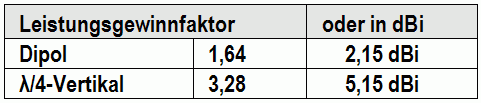 Leistungsgewinnfaktor oder in dBi
Dipol 1,64 2,15 dBi
λ/4-Vertikal 3,28 5,15 dBi